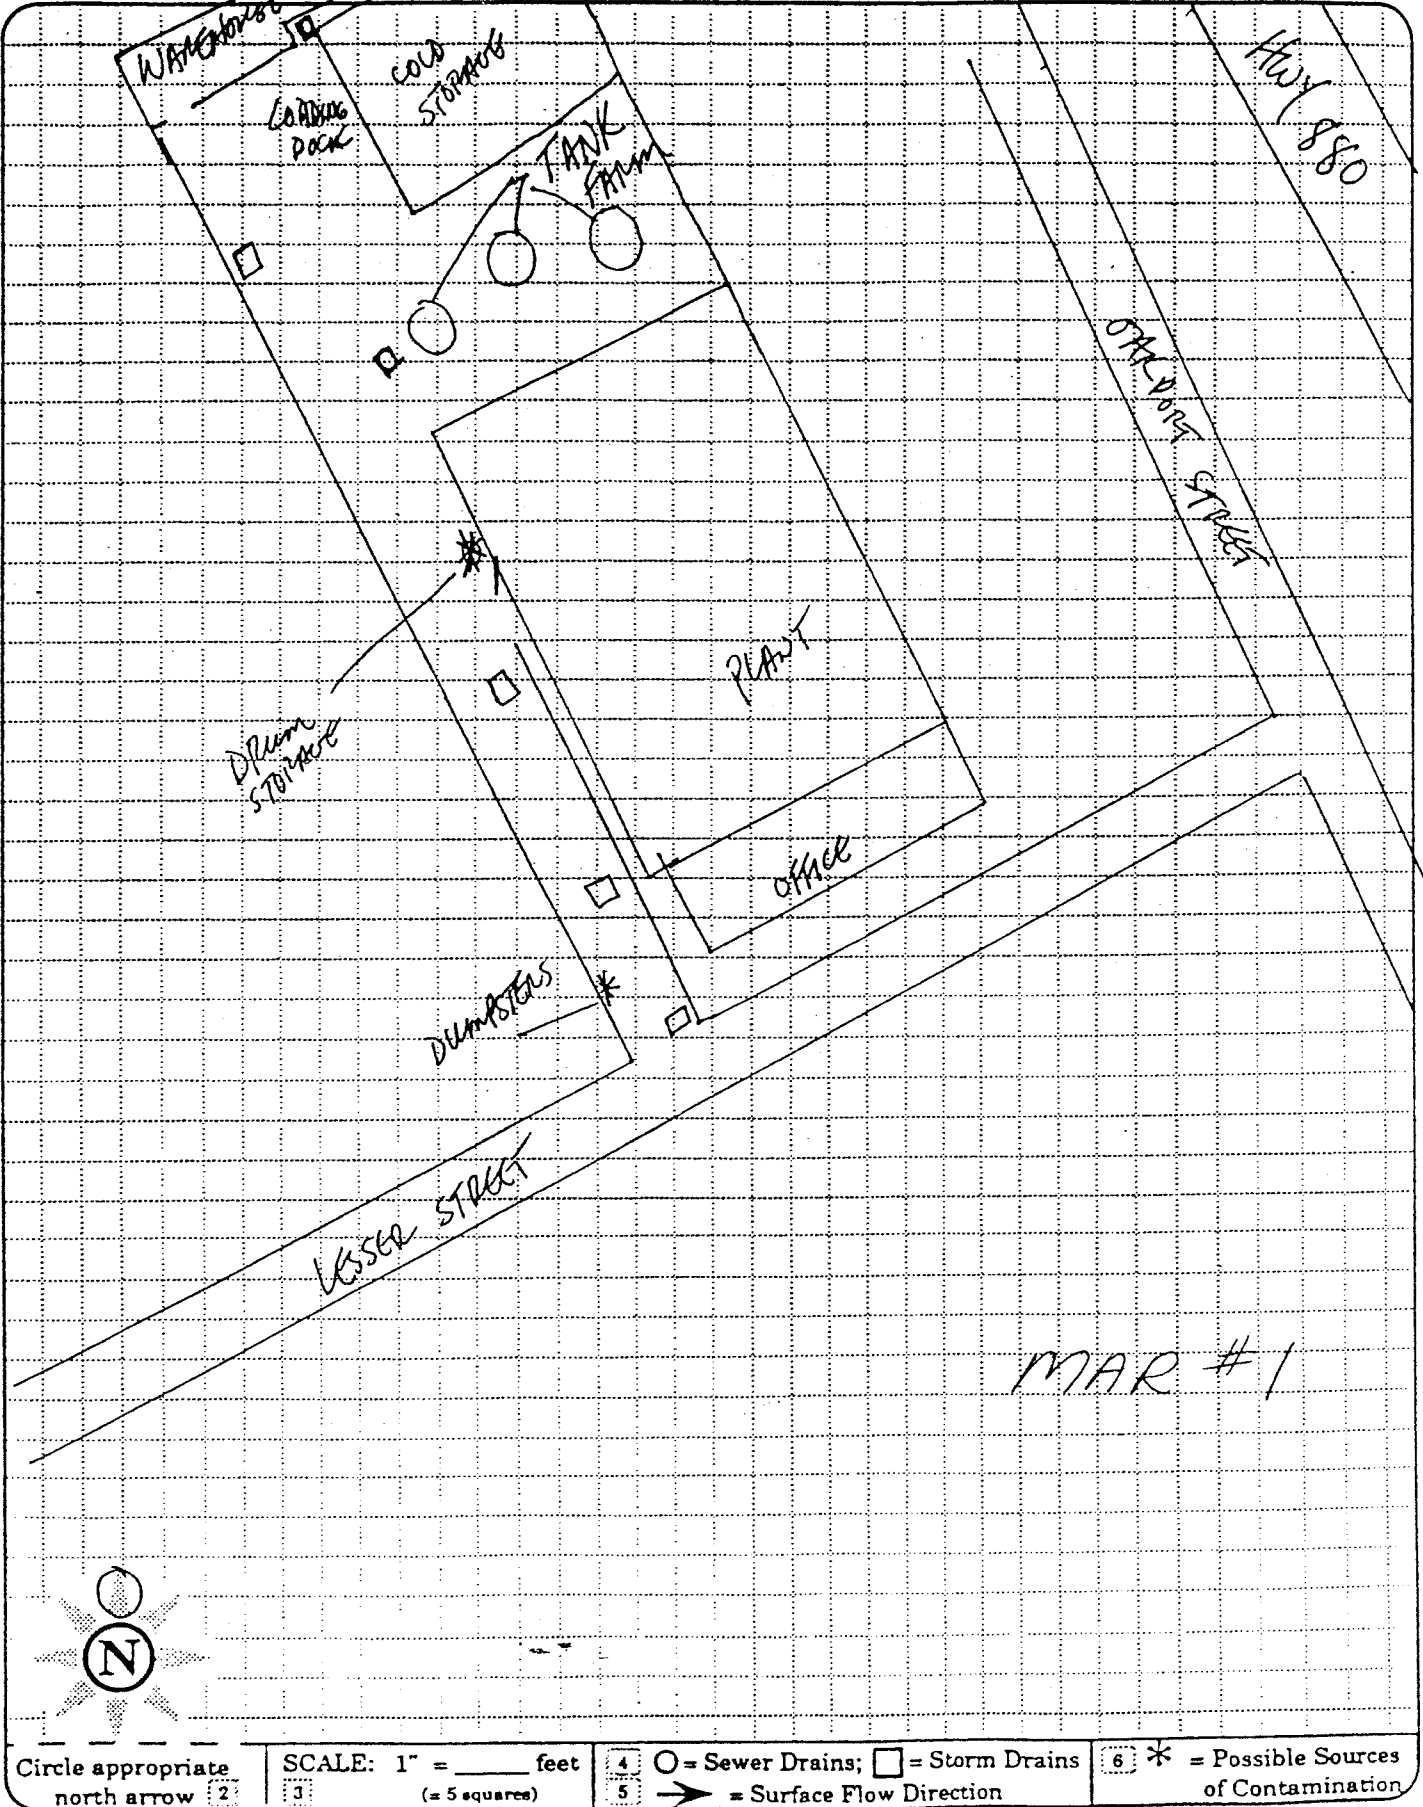 WAREHOUSE
COLD
STORAGE
LOADING
DOCK
TANK
FARM
HWY 880
OAKPORT STREET
PLANT
DRUM
STORAGE
OFFICE
DUMPSTERS
LESSER STREET
MAR #1
N
Circle appropriate
north arrow 2
SCALE: 1" = ______ feet
3 (= 5 squares)
4 O = Sewer Drains; □ = Storm Drains
5 → = Surface Flow Direction
6 * = Possible Sources
of Contamination